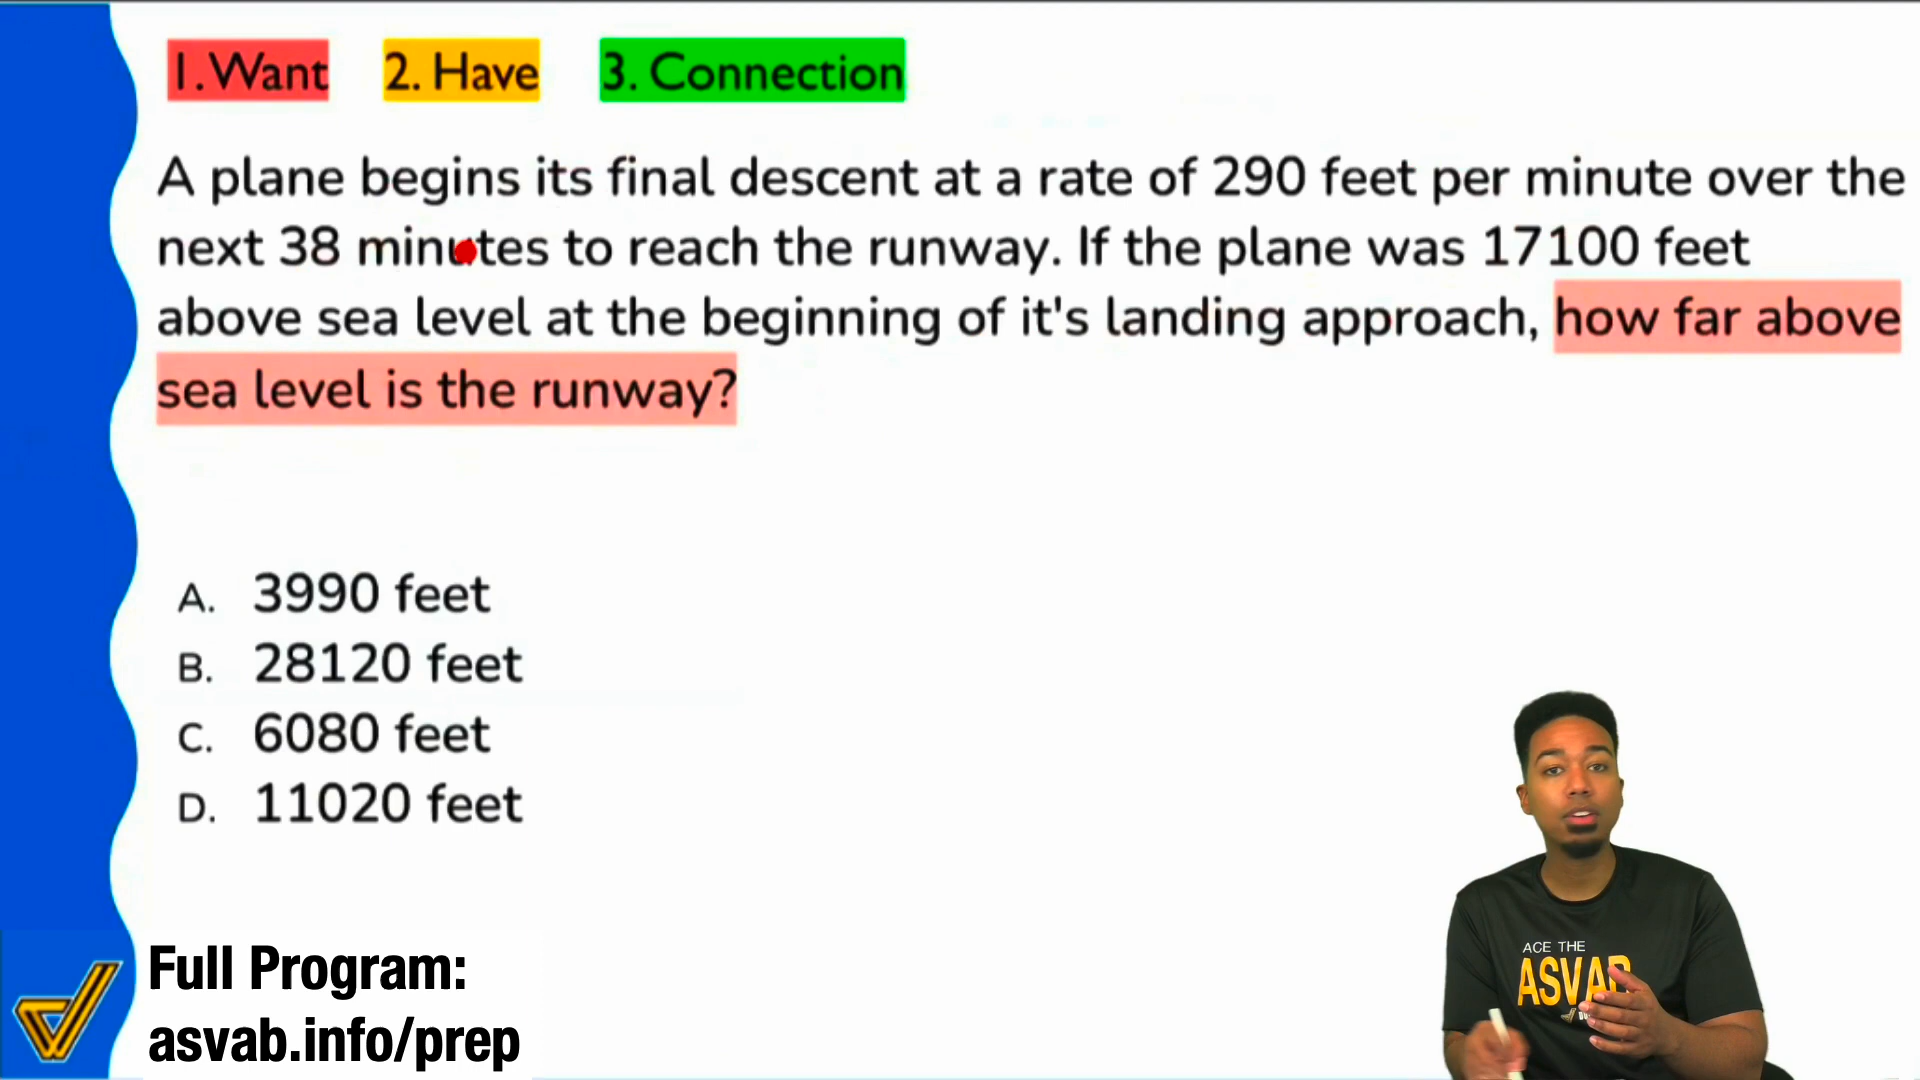 1. Want 2. Have 3. Connection
A plane begins its final descent at a rate of 290 feet per minute over the
next 38 minutes to reach the runway. If the plane was 17100 feet
above sea level at the beginning of it's landing approach, how far above
sea level is the runway?
A. 3990 feet
B. 28120 feet
C. 6080 feet
D. 11020 feet
Full Program:
asvab.info/prep
ACE THE
ASVAB